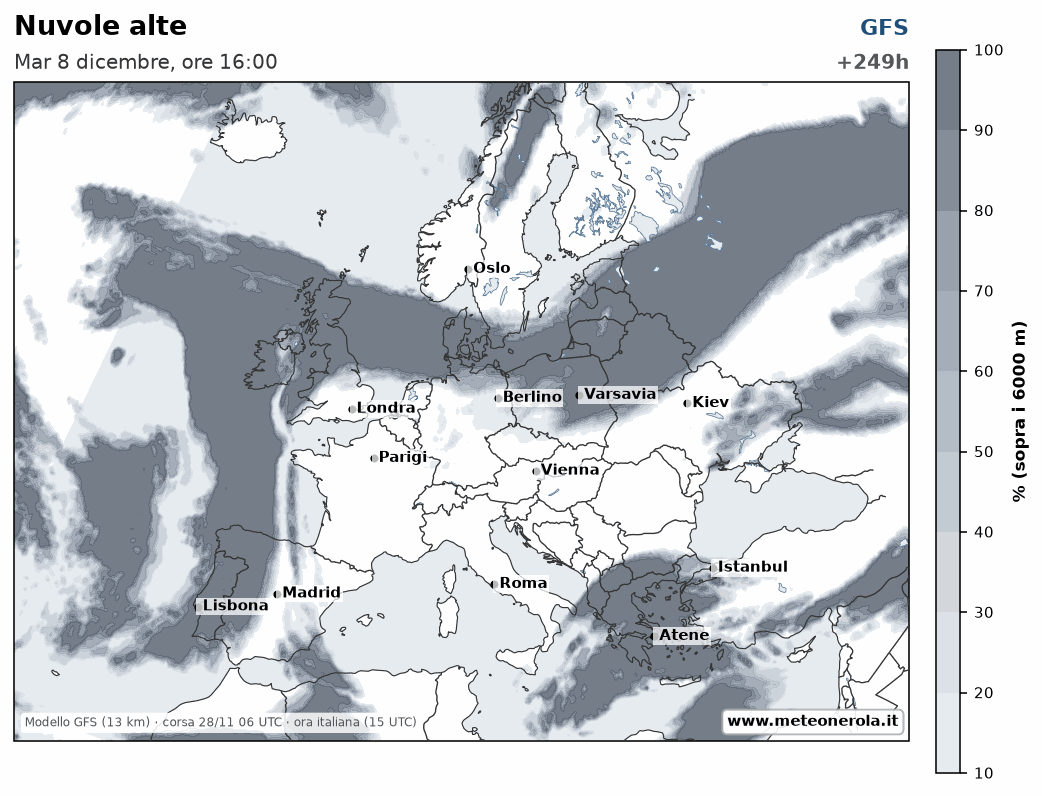 Nuvole alte
GFS
Mar 8 dicembre, ore 16:00
+249h
100
90
80
70
60
50
40
30
20
10
% (sopra i 6000 m)
Oslo
Londra
Berlino
Varsavia
Kiev
Parigi
Vienna
Istanbul
Roma
Madrid
Lisbona
Atene
Modello GFS (13 km) · corsa 28/11 06 UTC · ora italiana (15 UTC)
www.meteonerola.it